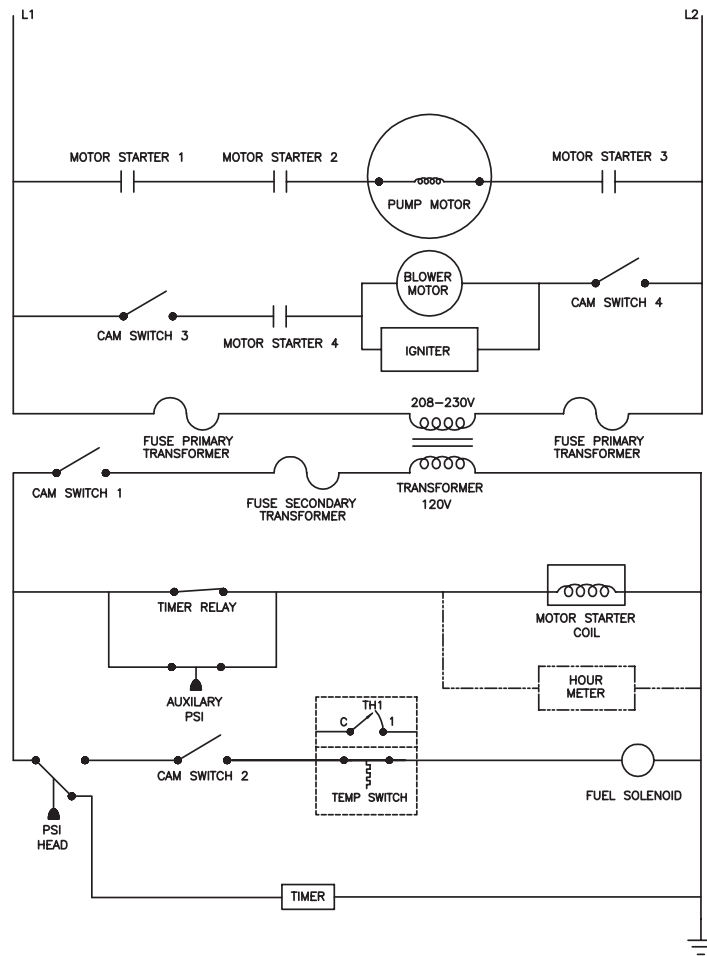 L1
L2
MOTOR STARTER 1
MOTOR STARTER 2
MOTOR STARTER 3
PUMP MOTOR
BLOWER
MOTOR
CAM SWITCH 4
CAM SWITCH 3
MOTOR STARTER 4
IGNITER
208-230V
FUSE PRIMARY
TRANSFORMER
FUSE PRIMARY
TRANSFORMER
CAM SWITCH 1
FUSE SECONDARY
TRANSFORMER
TRANSFORMER
120V
TIMER RELAY
MOTOR STARTER
COIL
AUXILARY
PSI
HOUR
METER
TH1
C
1
CAM SWITCH 2
TEMP SWITCH
FUEL SOLENOID
PSI
HEAD
TIMER